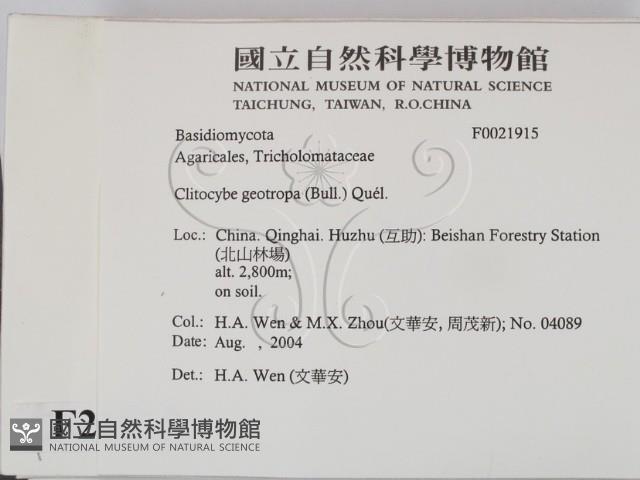 國立自然科學博物館
NATIONAL MUSEUM OF NATURAL SCIENCE
TAICHUNG, TAIWAN, R.O.CHINA
Basidiomycota F0021915
Agaricales, Tricholomataceae
Clitocybe geotropa (Bull.) Quél.
Loc.: China. Qinghai. Huzhu (互助): Beishan Forestry Station
(北山林場)
alt. 2,800m;
on soil.
Col.: H.A. Wen & M.X. Zhou(文華安, 周茂新); No. 04089
Date: Aug. , 2004
Det.: H.A. Wen (文華安)
F2
國立自然科學博物館
NATIONAL MUSEUM OF NATURAL SCIENCE